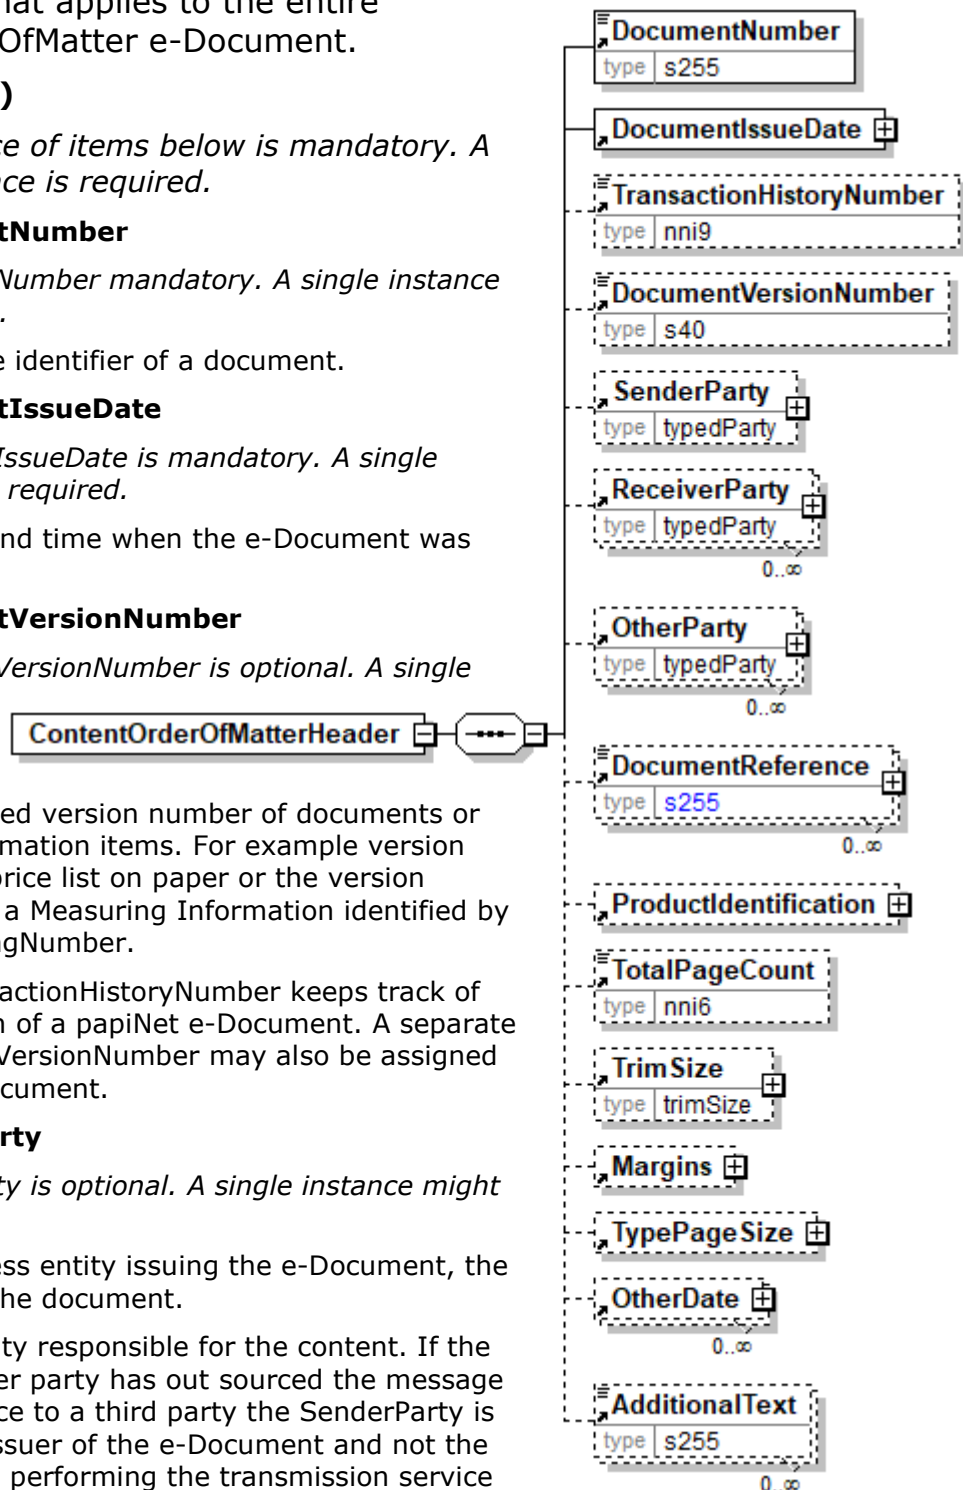 hat applies to the entire
OfMatter e-Document.
)
ce of items below is mandatory. A
nce is required.
tNumber
Number mandatory. A single instance
.
e identifier of a document.
tIssueDate
IssueDate is mandatory. A single
required.
nd time when the e-Document was
tVersionNumber
VersionNumber is optional. A single
ContentOrderOfMatterHeader
ed version number of documents or
rmation items. For example version
price list on paper or the version
a Measuring Information identified by
ngNumber.
actionHistoryNumber keeps track of
n of a papiNet e-Document. A separate
VersionNumber may also be assigned
cument.
arty
ty is optional. A single instance might
ess entity issuing the e-Document, the
he document.
ty responsible for the content. If the
er party has out sourced the message
ce to a third party the SenderParty is
ssuer of the e-Document and not the
performing the transmission service
DocumentNumber
type s255
DocumentIssueDate
TransactionHistoryNumber
type nni9
DocumentVersionNumber
type s40
SenderParty
type typedParty
ReceiverParty
type typedParty
0..∞
OtherParty
type typedParty
0..∞
DocumentReference
type s255
0..∞
ProductIdentification
TotalPageCount
type nni6
TrimSize
type trimSize
Margins
TypePageSize
OtherDate
0..∞
AdditionalText
type s255
0..∞